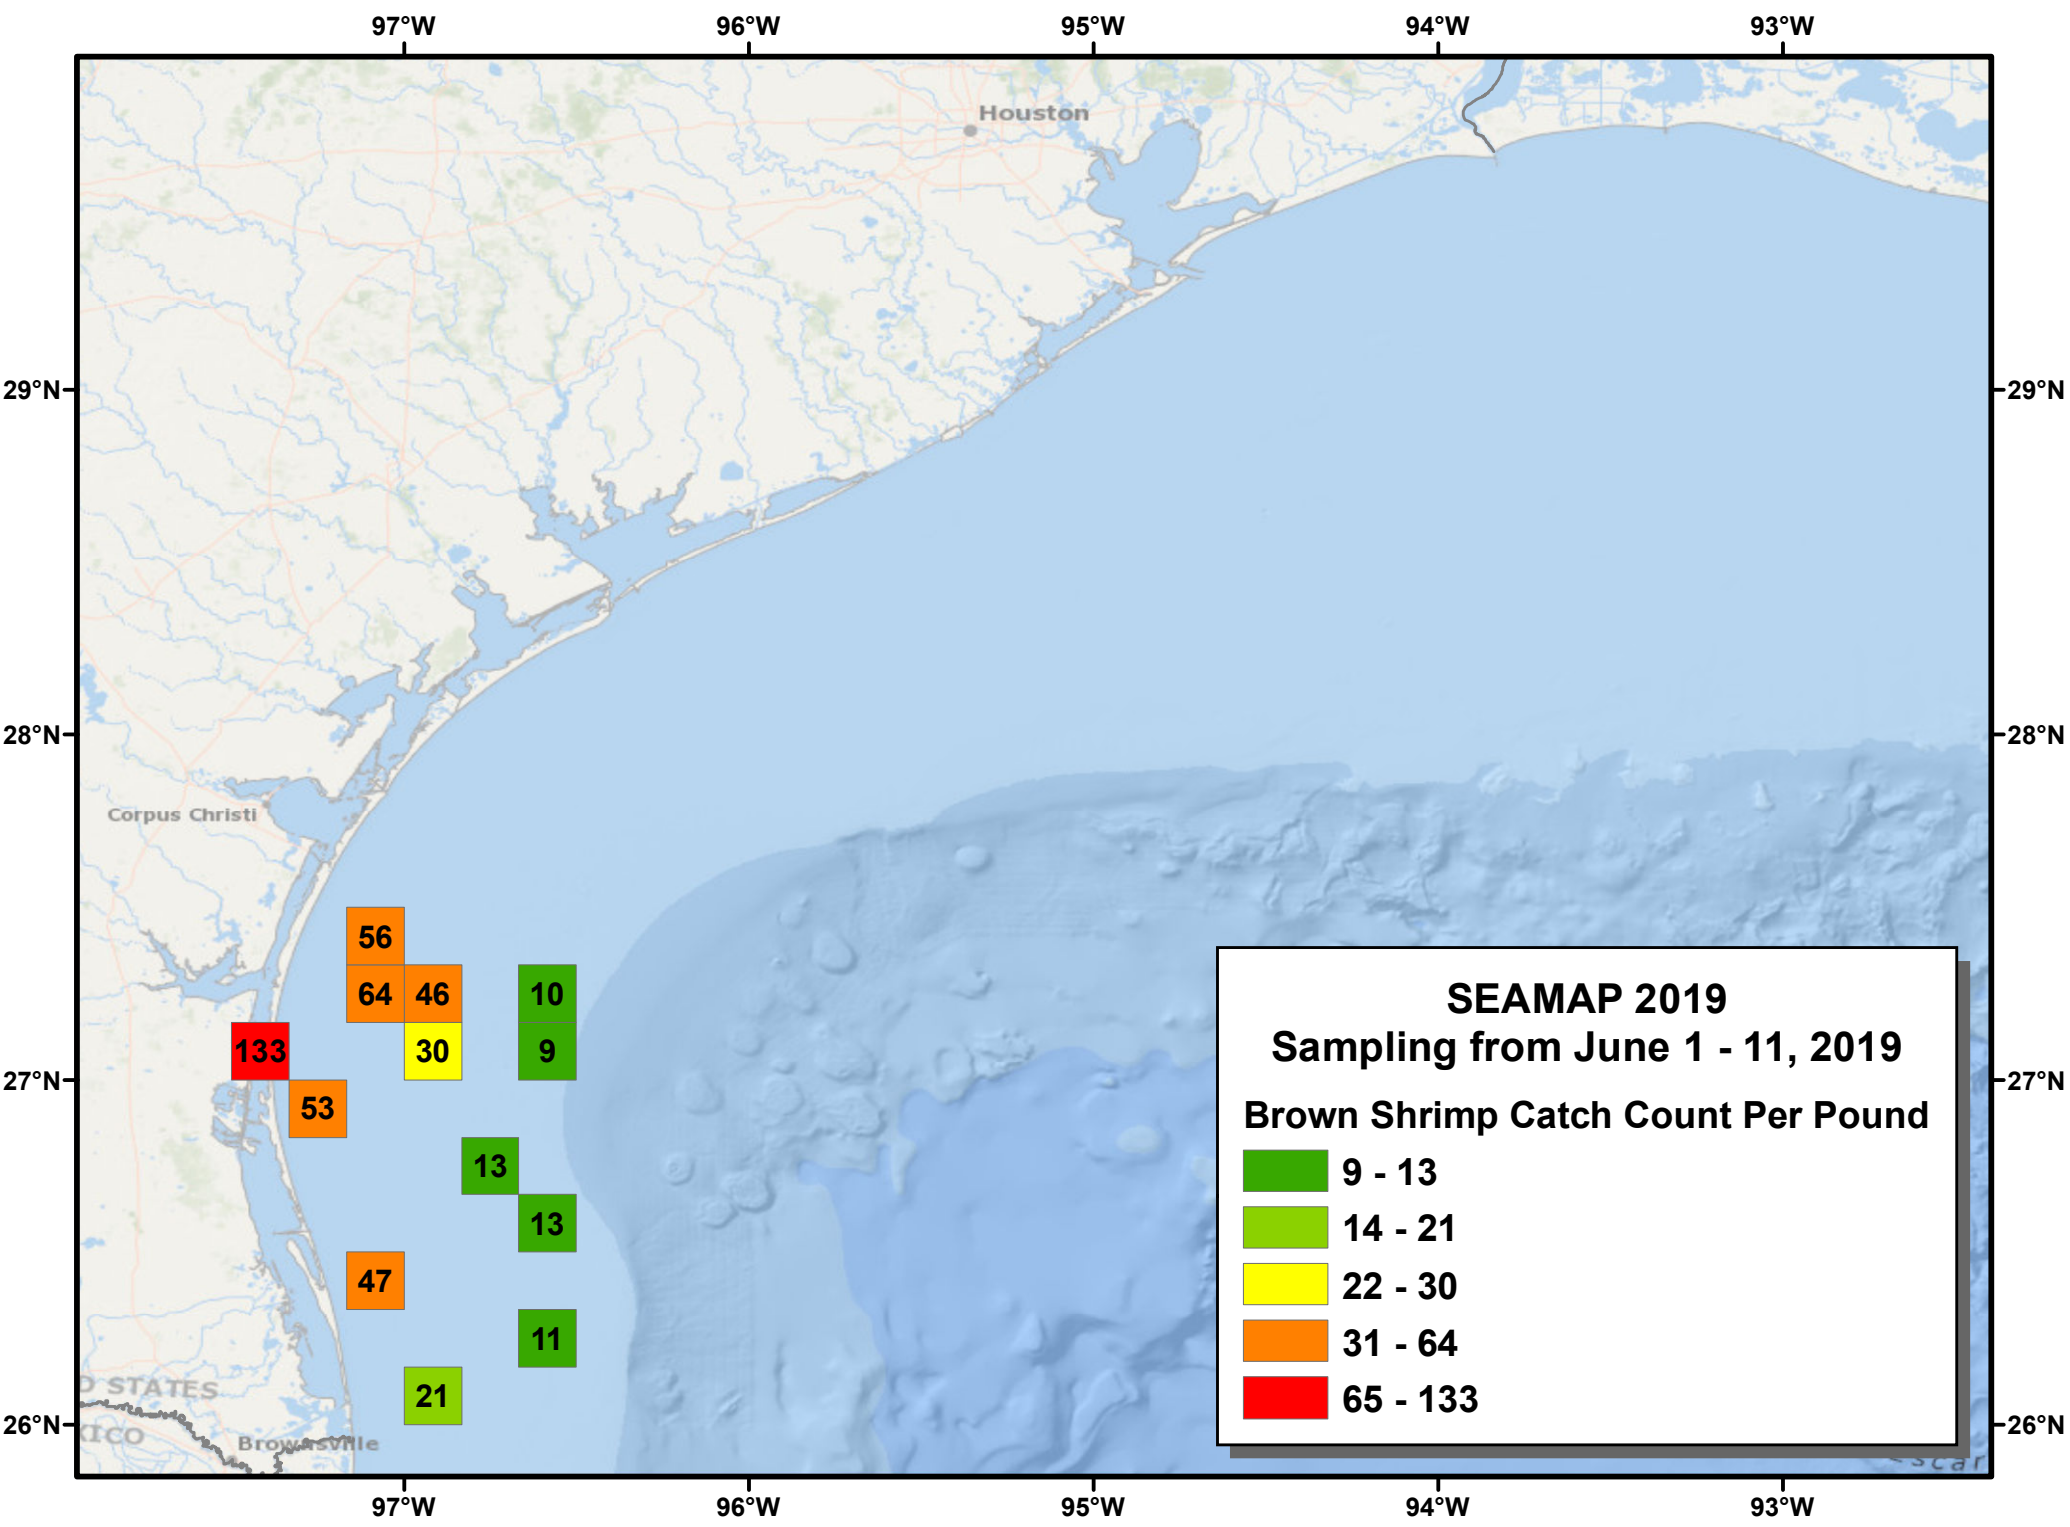 97°W 96°W 95°W 94°W 93°W
Houston
29°N 29°N
28°N 28°N
Corpus Christi
56
64 46 10
133 30 9
27°N 27°N
53
13
13
47
11
21
D STATES
XICO
Brownsville
26°N 26°N
SEAMAP 2019
Sampling from June 1 - 11, 2019
Brown Shrimp Catch Count Per Pound
9 - 13
14 - 21
22 - 30
31 - 64
65 - 133
97°W 96°W 95°W 94°W 93°W